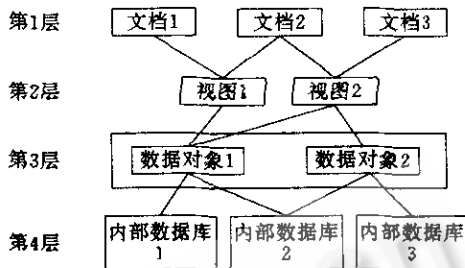 第1层 文档1 文档2 文档3
第2层 视图1 视图2
第3层 数据对象1 数据对象2
第4层 内部数据库 内部数据库 内部数据库
1 2 3